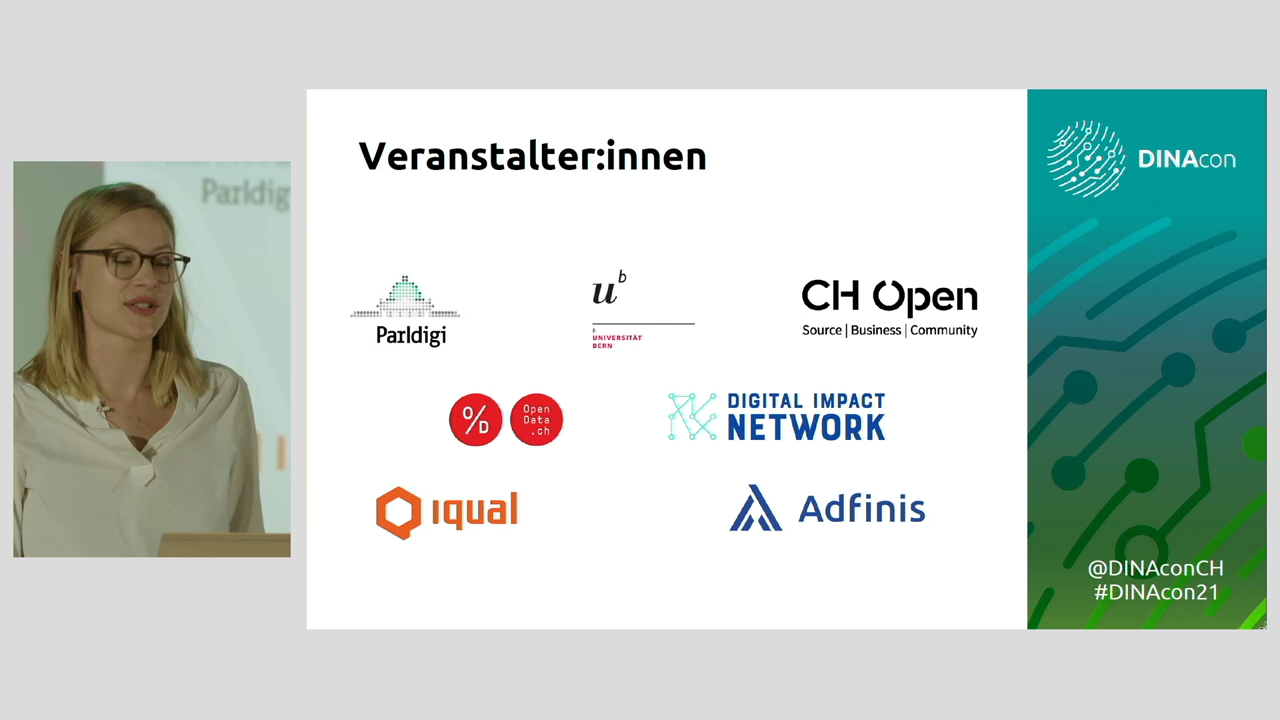 Parldigi
Veranstalter:innen
DINAcon
Parldigi
u^b
b
UNIVERSITÄT
BERN
CH Open
Source | Business | Community
%D
Open
Data
.ch
DIGITAL IMPACT
NETWORK
iqual
Adfinis
@DINAconCH
#DINAcon21